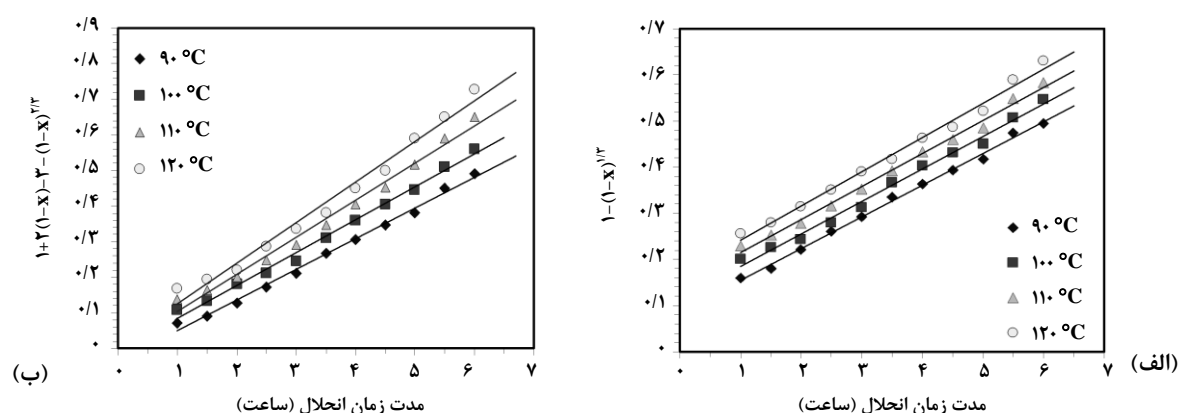 ۰/۷
۰/۶
۰/۵
۰/۴
۰/۳
۰/۲
۰/۱
۰
۱-(۱-x)^۱/۳
۹۰ °C
۱۰۰ °C
۱۱۰ °C
۱۲۰ °C
۰ ۱ ۲ ۳ ۴ ۵ ۶ ۷
مدت زمان انحلال (ساعت)
(الف)
۰/۹
۰/۸
۰/۷
۰/۶
۰/۵
۰/۴
۰/۳
۰/۲
۰/۱
۰
۱+۲(۱-x)-۳-(۱-x)^۲/۳
۹۰ °C
۱۰۰ °C
۱۱۰ °C
۱۲۰ °C
۰ ۱ ۲ ۳ ۴ ۵ ۶ ۷
مدت زمان انحلال (ساعت)
(ب)